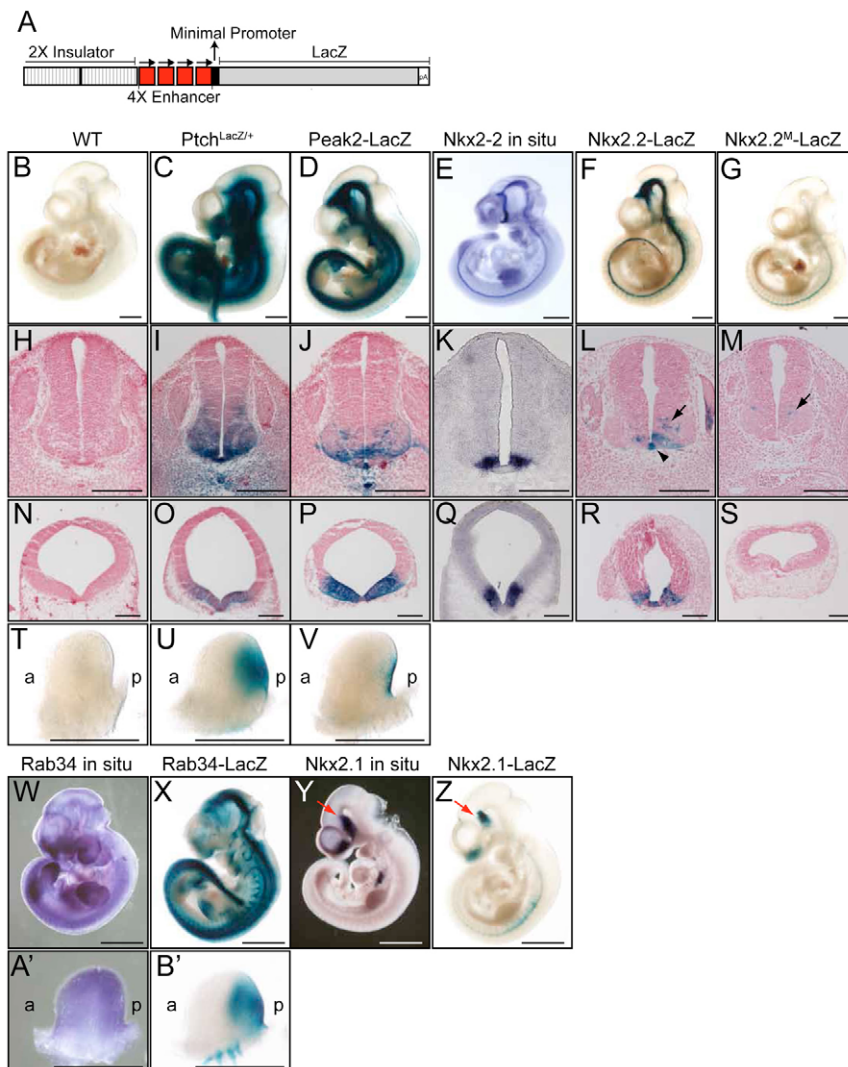 A
Minimal Promoter
2X Insulator
LacZ
pA
4X Enhancer
WT
Ptch^LacZ/+
Peak2-LacZ
Nkx2-2 in situ
Nkx2.2-LacZ
Nkx2.2^M-LacZ
B
C
D
E
F
G
H
I
J
K
L
M
N
O
P
Q
R
S
T
a
p
U
a
p
V
a
p
Rab34 in situ
Rab34-LacZ
Nkx2.1 in situ
Nkx2.1-LacZ
W
X
Y
Z
A'
a
p
B'
a
p